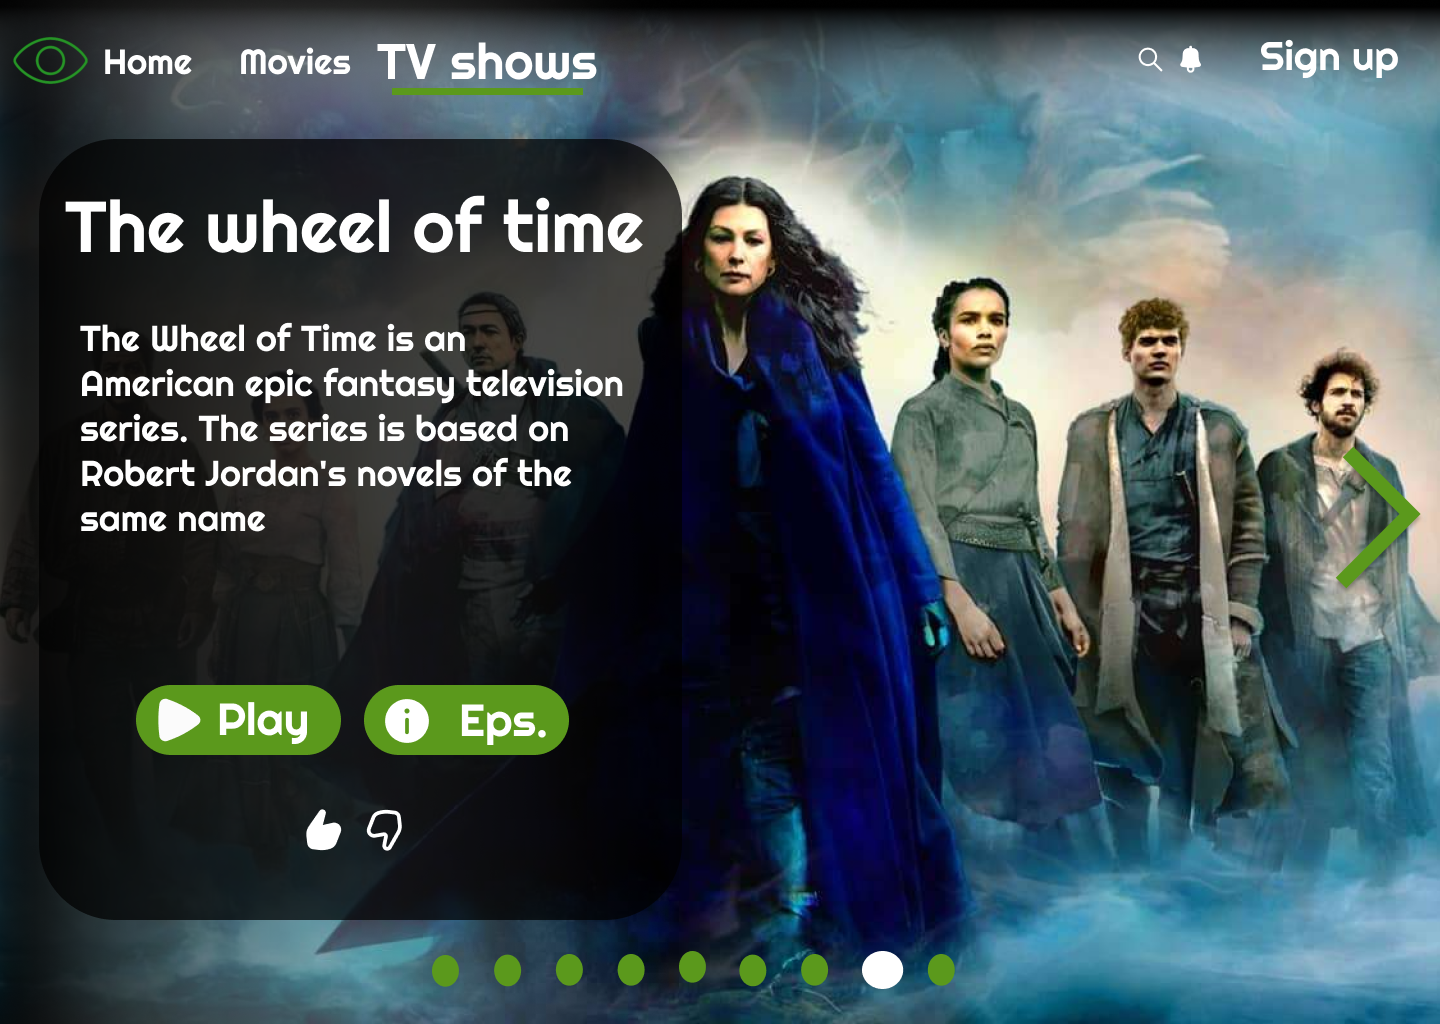 Home Movies TV shows Sign up
The wheel of time
The Wheel of Time is an
American epic fantasy television
series. The series is based on
Robert Jordan's novels of the
same name
Play Eps.